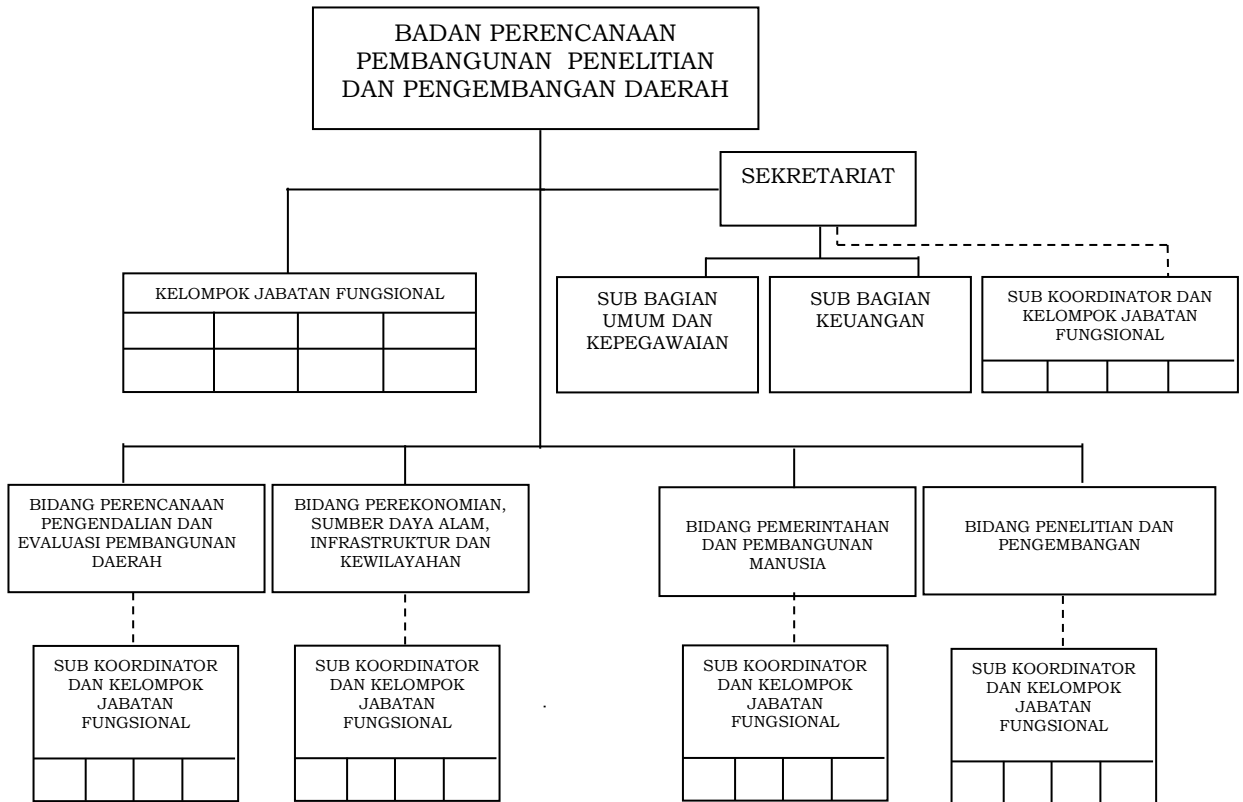 BADAN PERENCANAAN
PEMBANGUNAN PENELITIAN
DAN PENGEMBANGAN DAERAH
SEKRETARIAT
KELOMPOK JABATAN FUNGSIONAL
SUB BAGIAN
UMUM DAN
KEPEGAWAIAN
SUB BAGIAN
KEUANGAN
SUB KOORDINATOR DAN
KELOMPOK JABATAN
FUNGSIONAL
BIDANG PERENCANAAN
PENGENDALIAN DAN
EVALUASI PEMBANGUNAN
DAERAH
BIDANG PEREKONOMIAN,
SUMBER DAYA ALAM,
INFRASTRUKTUR DAN
KEWILAYAHAN
BIDANG PEMERINTAHAN
DAN PEMBANGUNAN
MANUSIA
BIDANG PENELITIAN DAN
PENGEMBANGAN
SUB KOORDINATOR
DAN KELOMPOK
JABATAN
FUNGSIONAL
SUB KOORDINATOR
DAN KELOMPOK
JABATAN
FUNGSIONAL
.
SUB KOORDINATOR
DAN KELOMPOK
JABATAN
FUNGSIONAL
SUB KOORDINATOR
DAN KELOMPOK
JABATAN
FUNGSIONAL